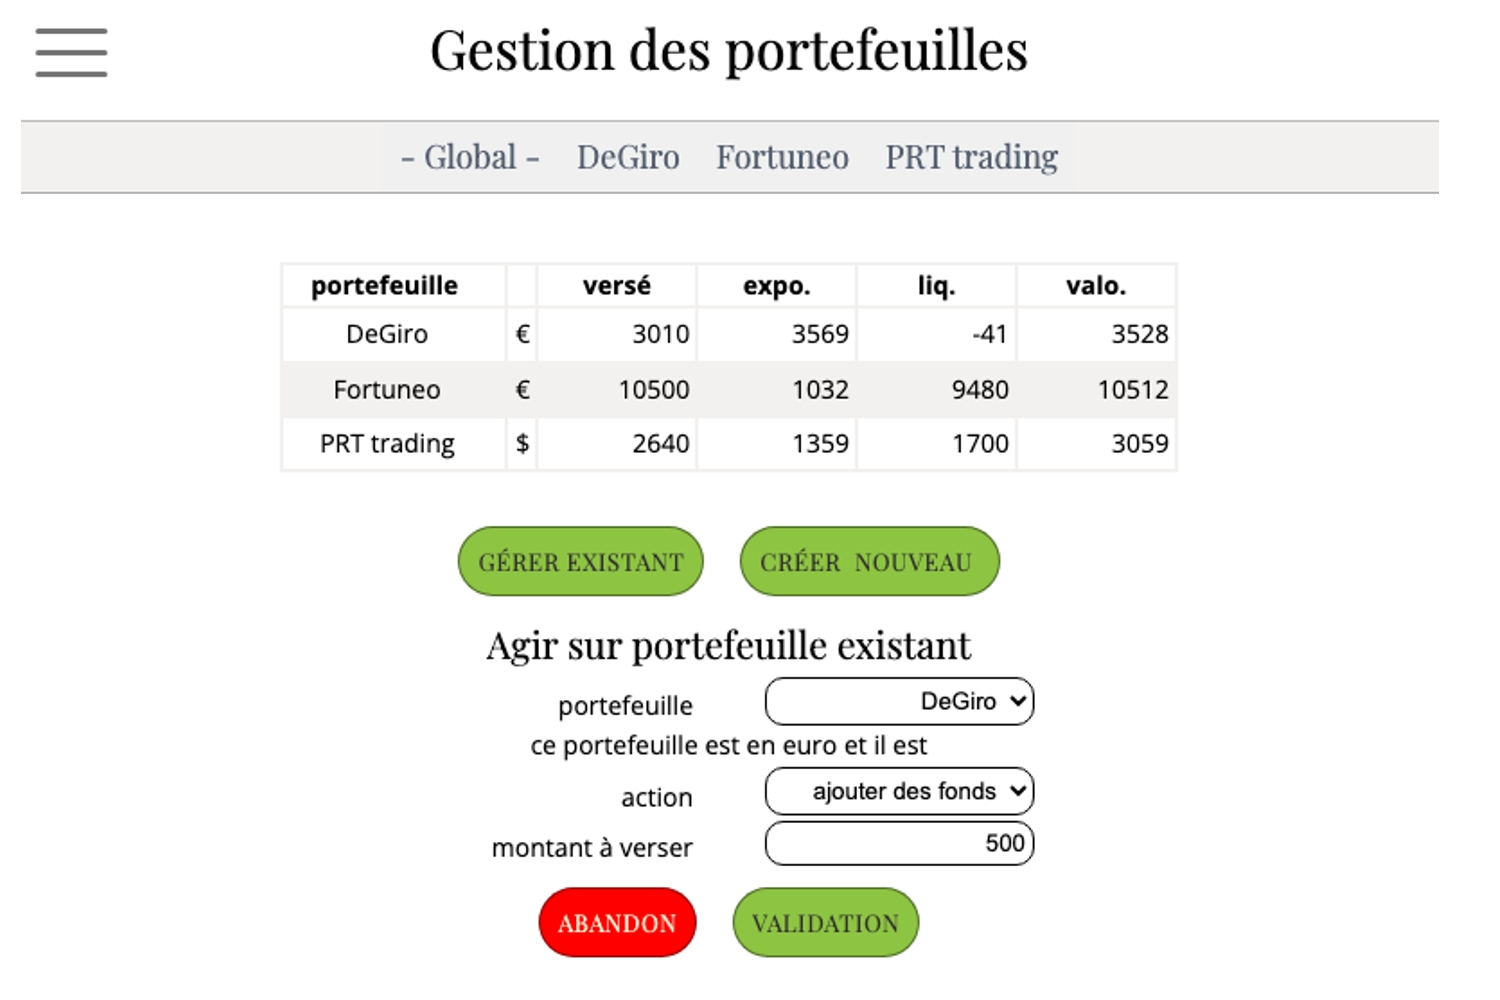 Gestion des portefeuilles
- Global - DeGiro Fortuneo PRT trading
portefeuille versé expo. liq. valo.
DeGiro € 3010 3569 -41 3528
Fortuneo € 10500 1032 9480 10512
PRT trading $ 2640 1359 1700 3059
GÉRER EXISTANT CRÉER NOUVEAU
Agir sur portefeuille existant
portefeuille DeGiro
ce portefeuille est en euro et il est
action ajouter des fonds
montant à verser 500
ABANDON VALIDATION